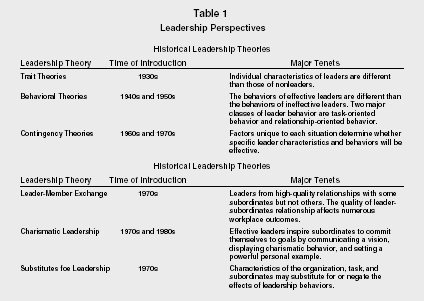 Table 1
Leadership Perspectives
Historical Leadership Theories
Leadership Theory Time of Introduction Major Tenets
Trait Theories 1930s Individual characteristics of leaders are different
than those of nonleaders.
Behavioral Theories 1940s and 1950s The behaviors of effective leaders are different than
the behaviors of ineffective leaders. Two major
classes of leader behavior are task-oriented
behavior and relationship-oriented behavior.
Contingency Theories 1960s and 1970s Factors unique to each situation determine whether
specific leader characteristics and behaviors will be
effective.
Historical Leadership Theories
Leadership Theory Time of Introduction Major Tenets
Leader-Member Exchange 1970s Leaders from high-quality relationships with some
subordinates but not others. The quality of leader-
subordinates relationship affects numerous
workplace outcomes.
Charismatic Leadership 1970s and 1980s Effective leaders inspire subordinates to commit
themselves to goals by communicating a vision,
displaying charismatic behavior, and setting a
powerful personal example.
Substitutes foe Leadership 1970s Characteristics of the organization, task, and
subordinates may substitute for or negate the
effects of leadership behaviors.